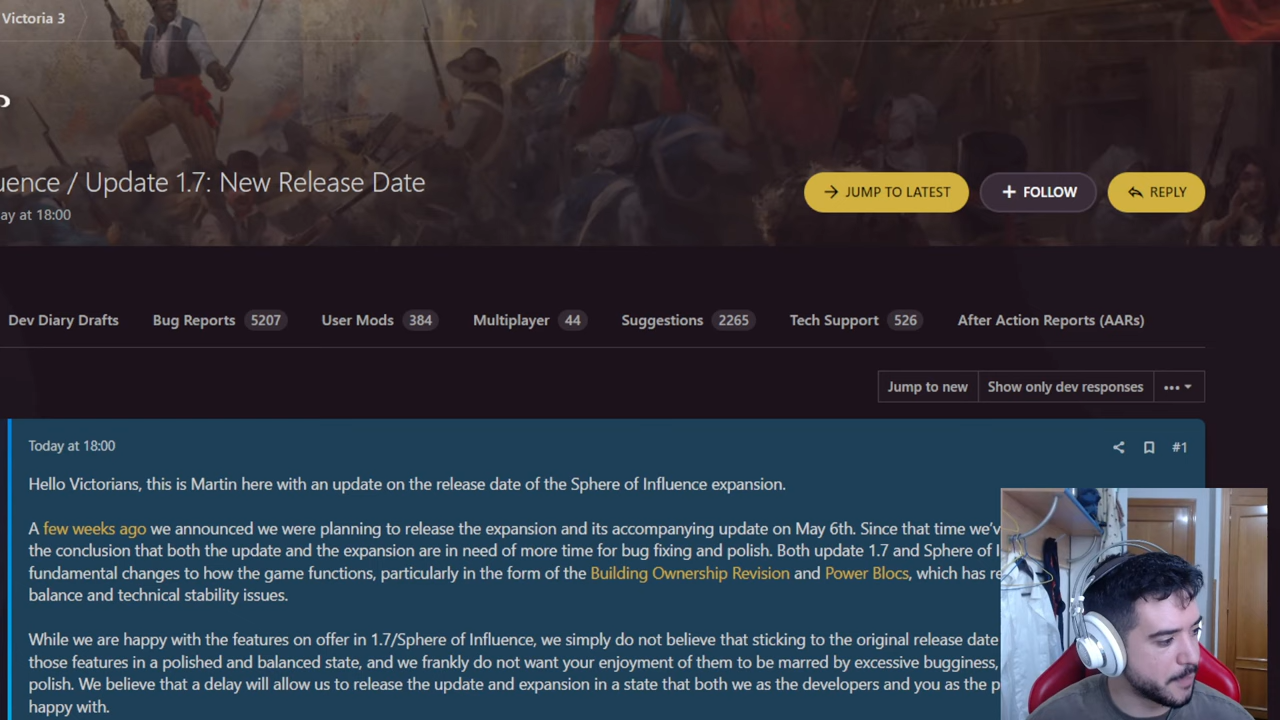 Victoria 3
/ Update 1.7: New Release Date
at 18:00
JUMP TO LATEST
FOLLOW
REPLY
Dev Diary Drafts
Bug Reports 5207
User Mods 384
Multiplayer 44
Suggestions 2265
Tech Support 526
After Action Reports (AARs)
Jump to new
Show only dev responses
Today at 18:00
#1
Hello Victorians, this is Martin here with an update on the release date of the Sphere of Influence expansion.
A few weeks ago we announced we were planning to release the expansion and its accompanying update on May 6th. Since that time
the conclusion that both the update and the expansion are in need of more time for bug fixing and polish. Both update 1.7 and Sphere of
fundamental changes to how the game functions, particularly in the form of the Building Ownership Revision and Power Blocs, which has
balance and technical stability issues.
While we are happy with the features on offer in 1.7/Sphere of Influence, we simply do not believe that sticking to the original release date
those features in a polished and balanced state, and we frankly do not want your enjoyment of them to be marred by excessive bugginess,
polish. We believe that a delay will allow us to release the update and expansion in a state that both we as the developers and you as the
happy with.